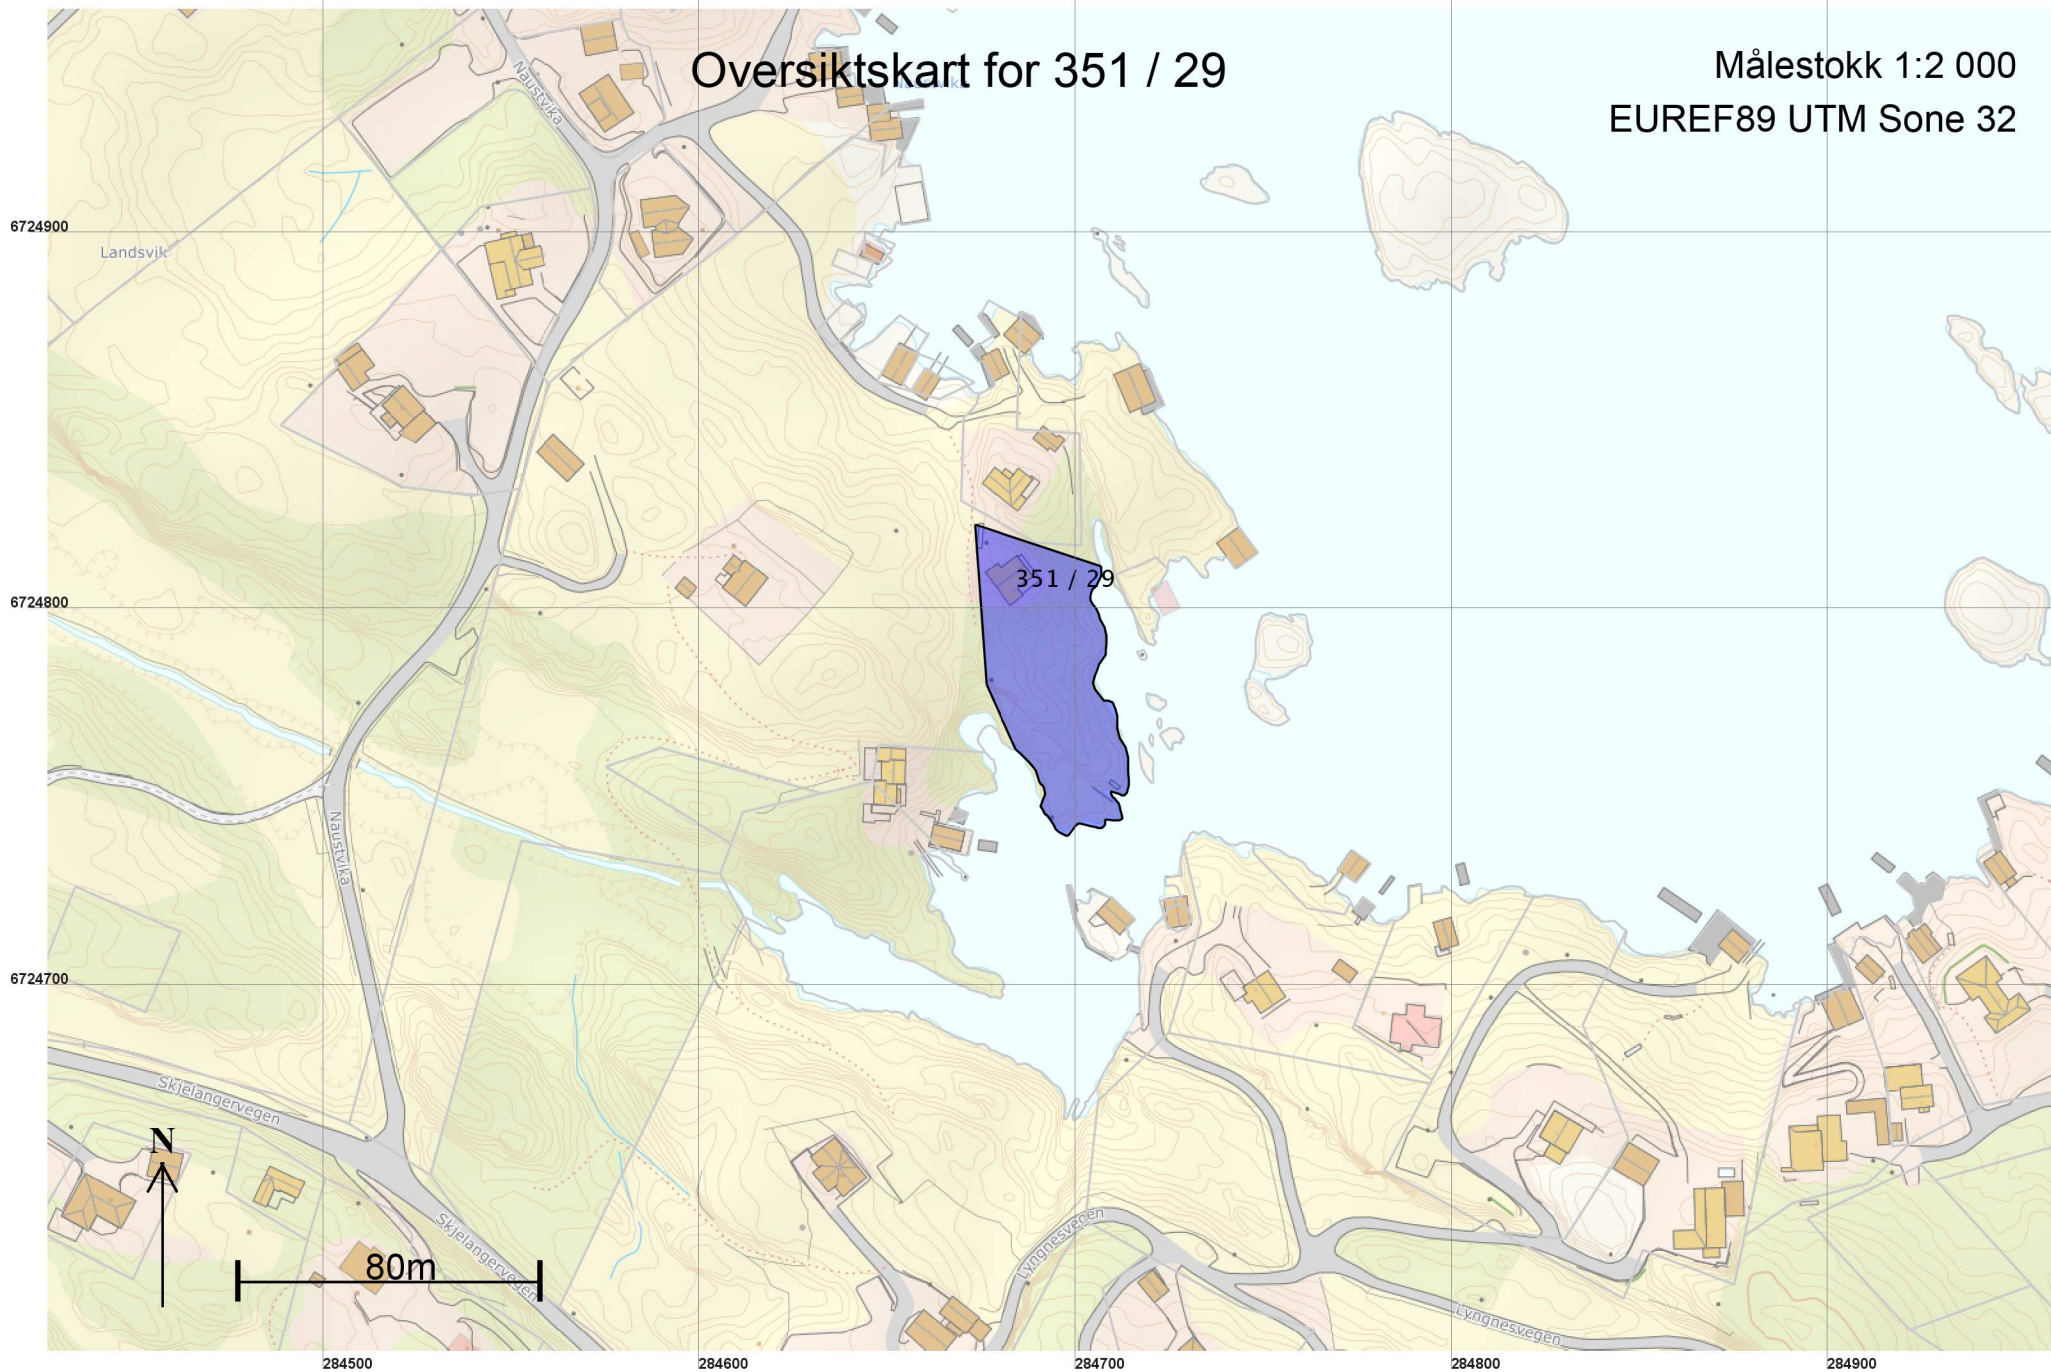 Oversiktskart for 351 / 29
Målestokk 1:2 000
EUREF89 UTM Sone 32
Naustvika
6724900
Landsvik
351 / 29
6724800
Naustvika
6724700
Skjelangervegen
N
Skjelangervegen
Lyngnesvegen
80m
Lyngnesvegen
284500
284600
284700
284800
284900